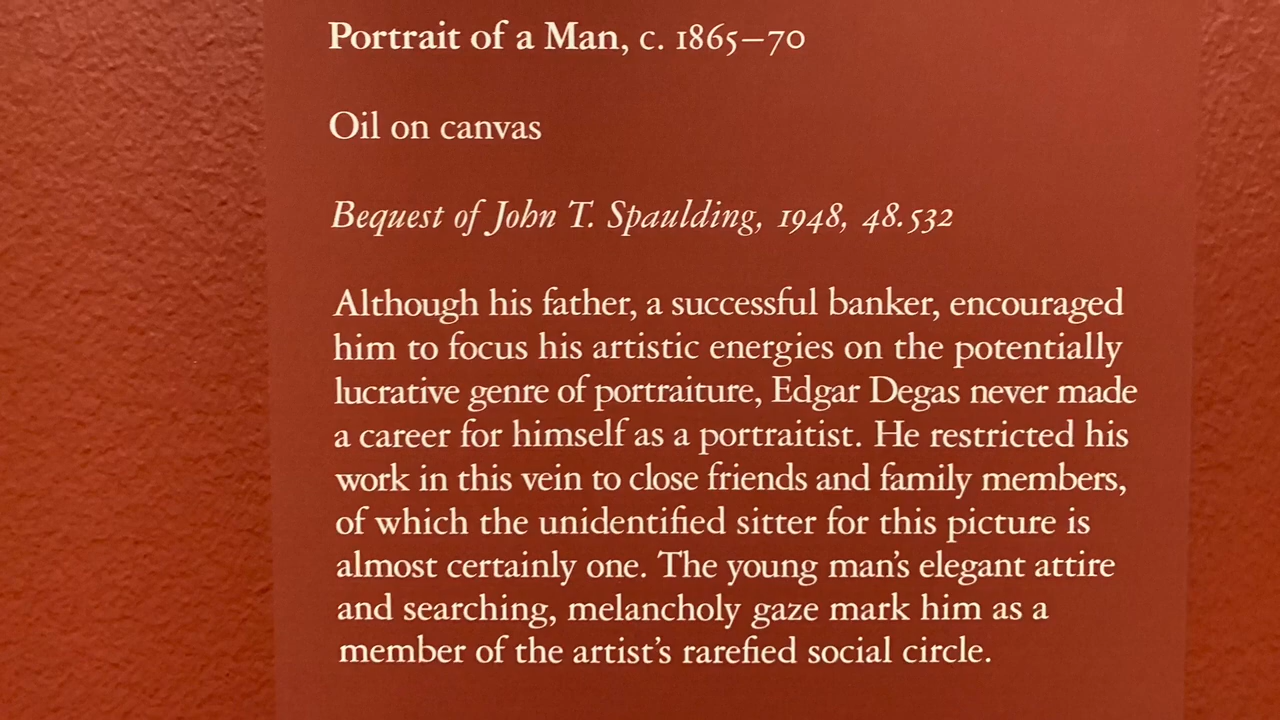 Portrait of a Man, c. 1865–70
Oil on canvas
Bequest of John T. Spaulding, 1948, 48.532
Although his father, a successful banker, encouraged
him to focus his artistic energies on the potentially
lucrative genre of portraiture, Edgar Degas never made
a career for himself as a portraitist. He restricted his
work in this vein to close friends and family members,
of which the unidentified sitter for this picture is
almost certainly one. The young man’s elegant attire
and searching, melancholy gaze mark him as a
member of the artist’s rarefied social circle.